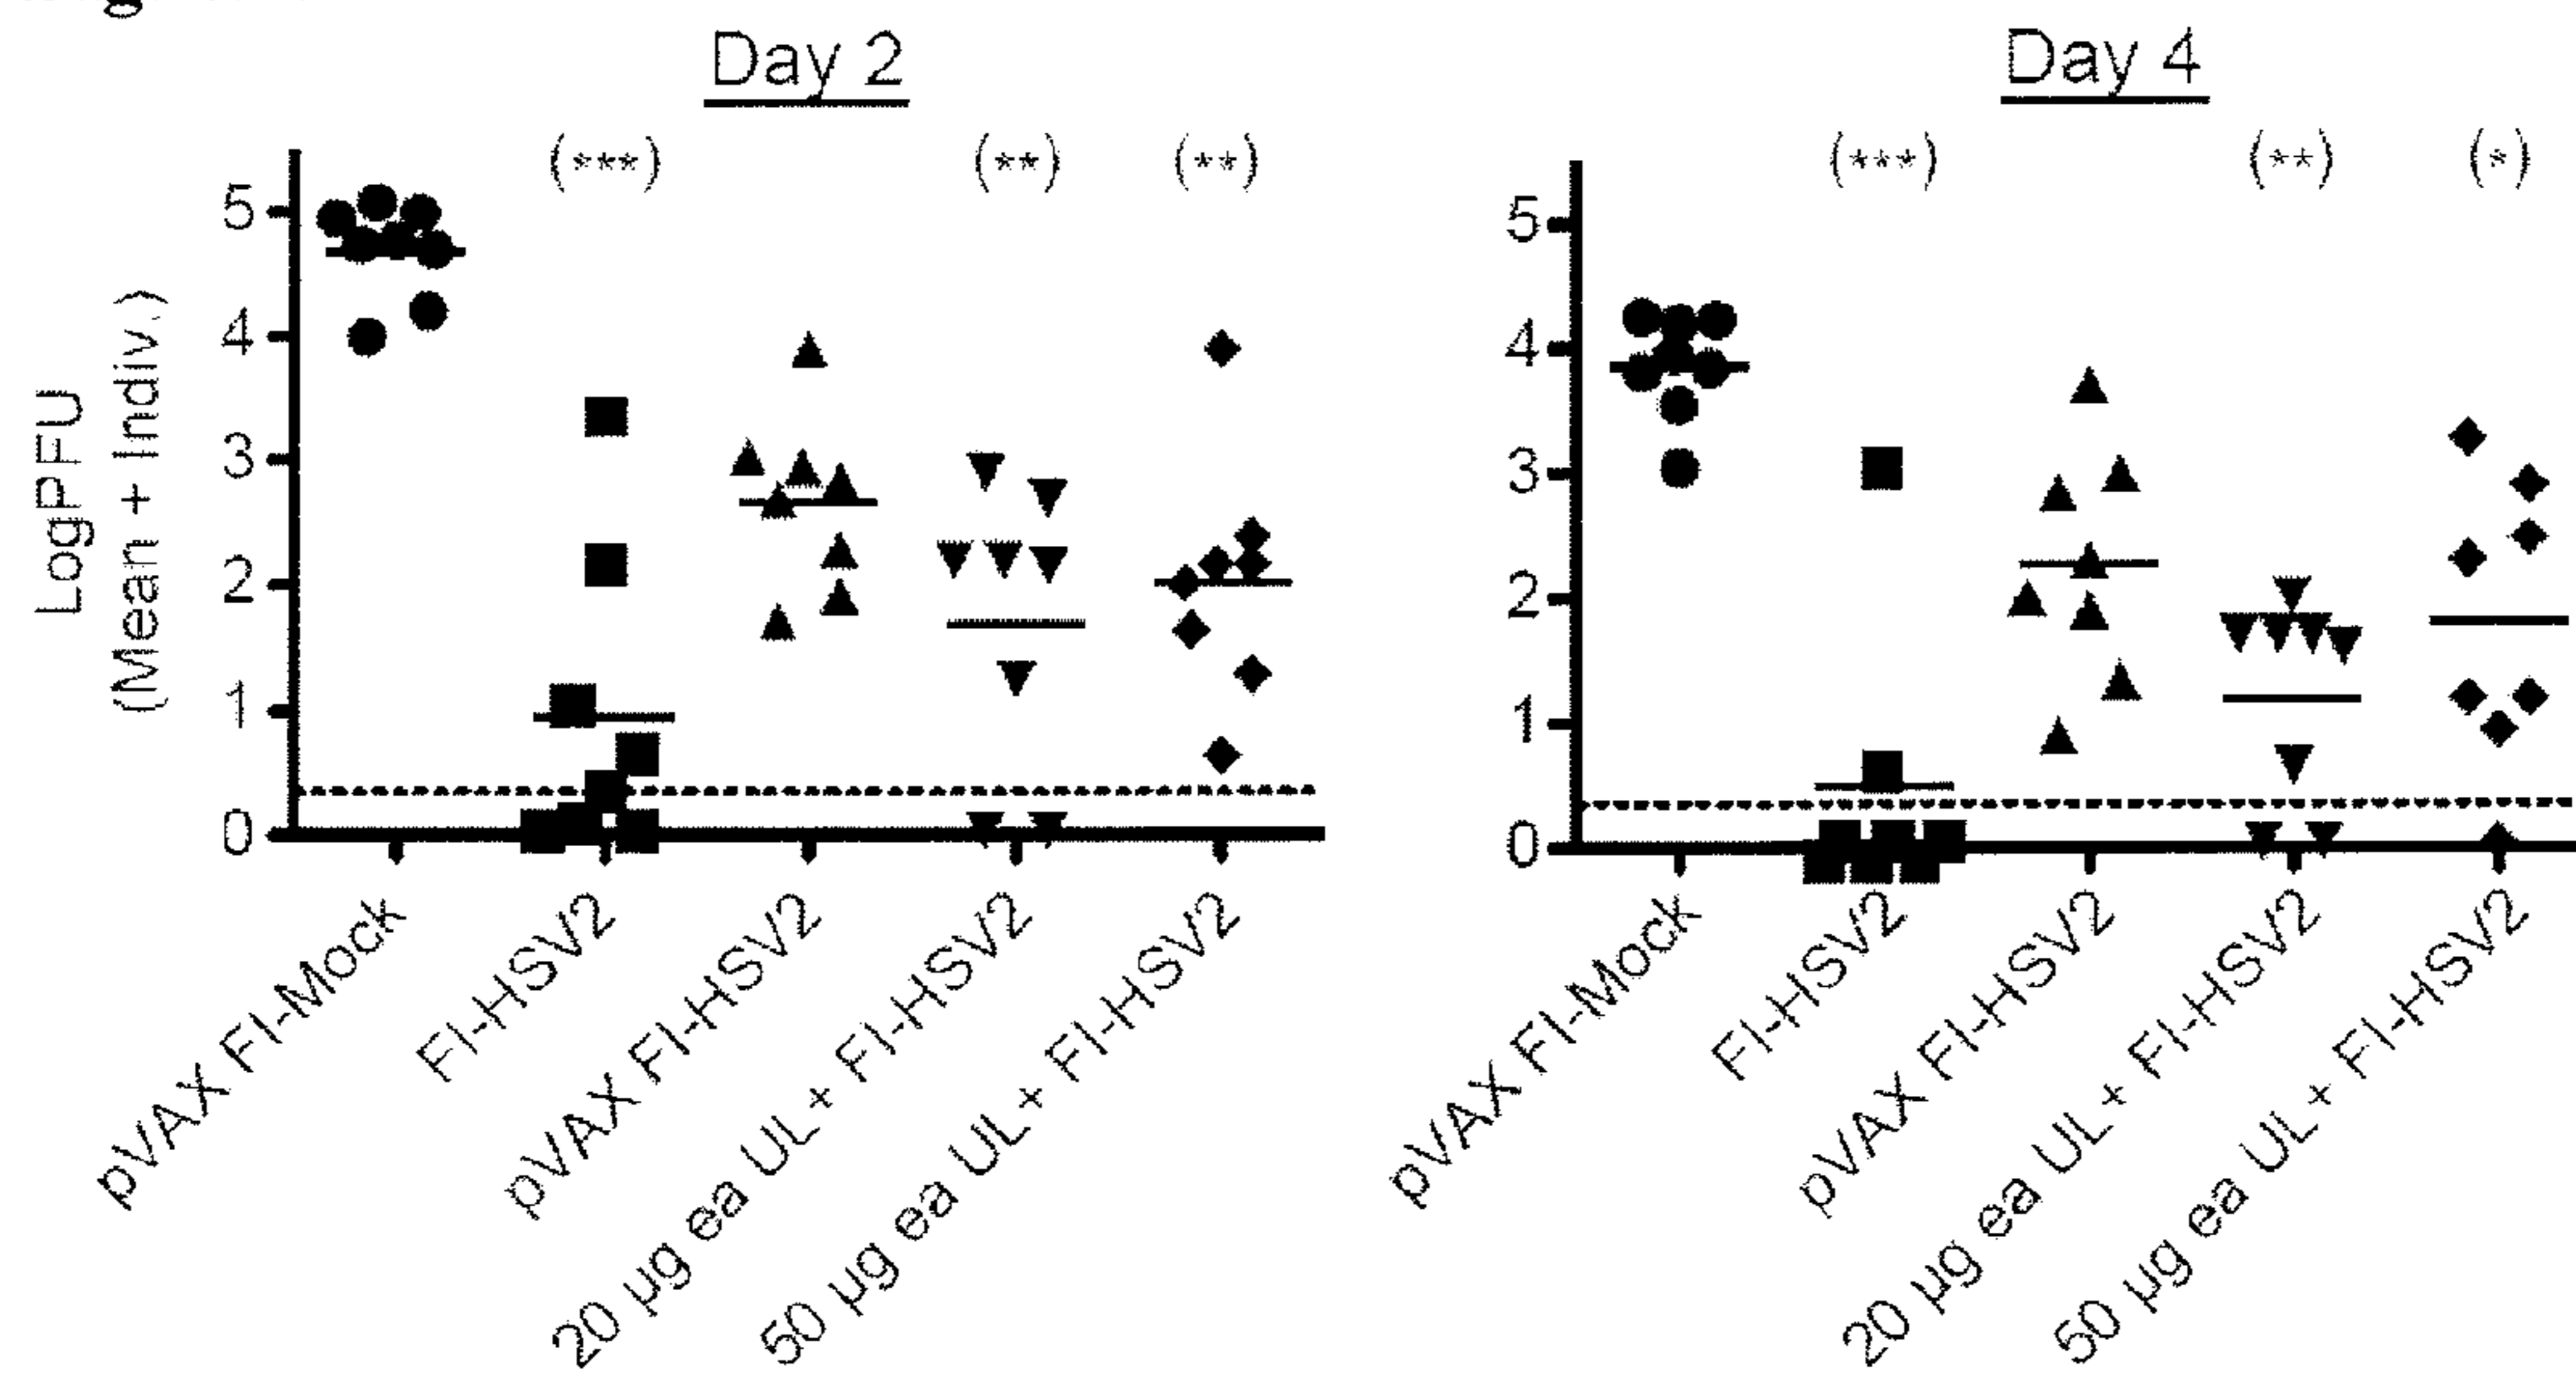 Day 2
(***) (**) (**)
LogPFU
(Mean + Indiv.)
5
4
3
2
1
0
pVAX FI-Mock
FI-HSV2
pVAX FI-HSV2
20 µg ea UL+ FI-HSV2
50 µg ea UL+ FI-HSV2
Day 4
(***) (**) (*)
5
4
3
2
1
0
pVAX FI-Mock
FI-HSV2
pVAX FI-HSV2
20 µg ea UL+ FI-HSV2
50 µg ea UL+ FI-HSV2